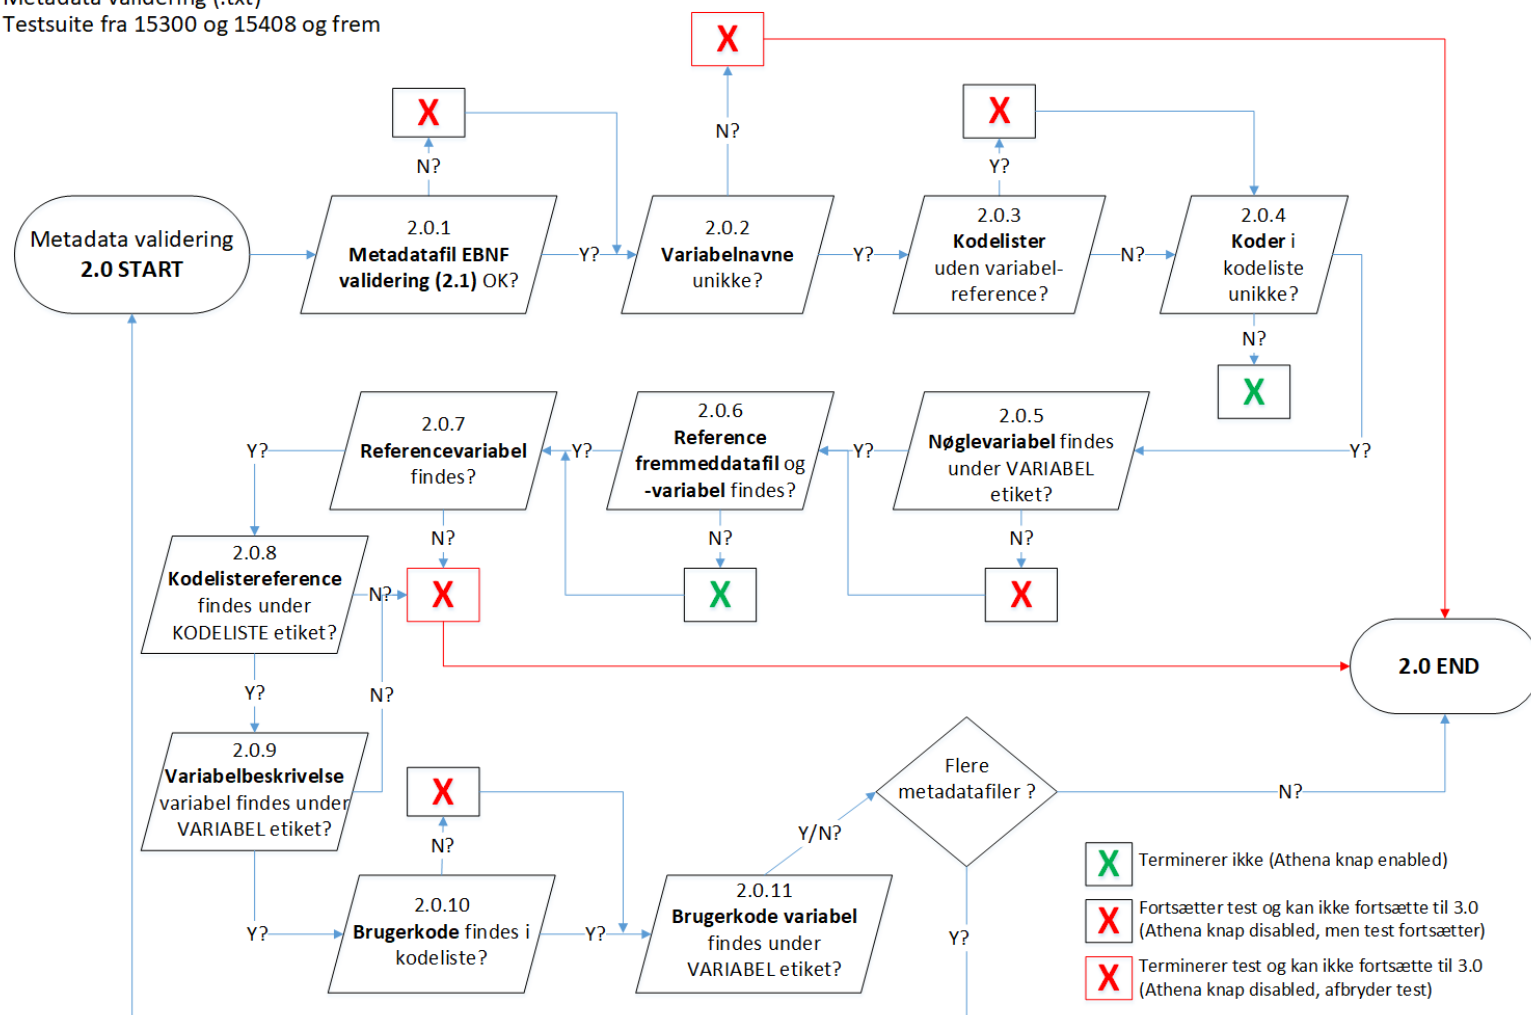 Metadata validering (.txt)
Testsuite fra 15300 og 15408 og frem
X
X
X
N?
N?
Y?
Metadata validering
2.0 START
2.0.1
Metadatafil EBNF
validering (2.1) OK?
Y?
2.0.2
Variabelnavne
unikke?
Y?
2.0.3
Kodelister
uden variabel-
reference?
N?
2.0.4
Koder i
kodeliste
unikke?
N?
X
Y?
2.0.5
Nøglevariabel findes
under VARIABEL
etiket?
Y?
2.0.6
Reference
fremmeddatafil og
-variabel findes?
Y?
2.0.7
Referencevariabel
findes?
Y?
N?
N?
N?
X
X
X
2.0.8
Kodelistereference
findes under
KODELISTE etiket?
N?
Y?
N?
2.0 END
2.0.9
Variabelbeskrivelse
variabel findes under
VARIABEL etiket?
X
N?
Y?
2.0.10
Brugerkode findes i
kodeliste?
Y?
2.0.11
Brugerkode variabel
findes under
VARIABEL etiket?
Y/N?
Flere
metadatafiler ?
N?
Y?
X Terminerer ikke (Athena knap enabled)
X Fortsætter test og kan ikke fortsætte til 3.0
(Athena knap disabled, men test fortsætter)
X Terminerer test og kan ikke fortsætte til 3.0
(Athena knap disabled, afbryder test)